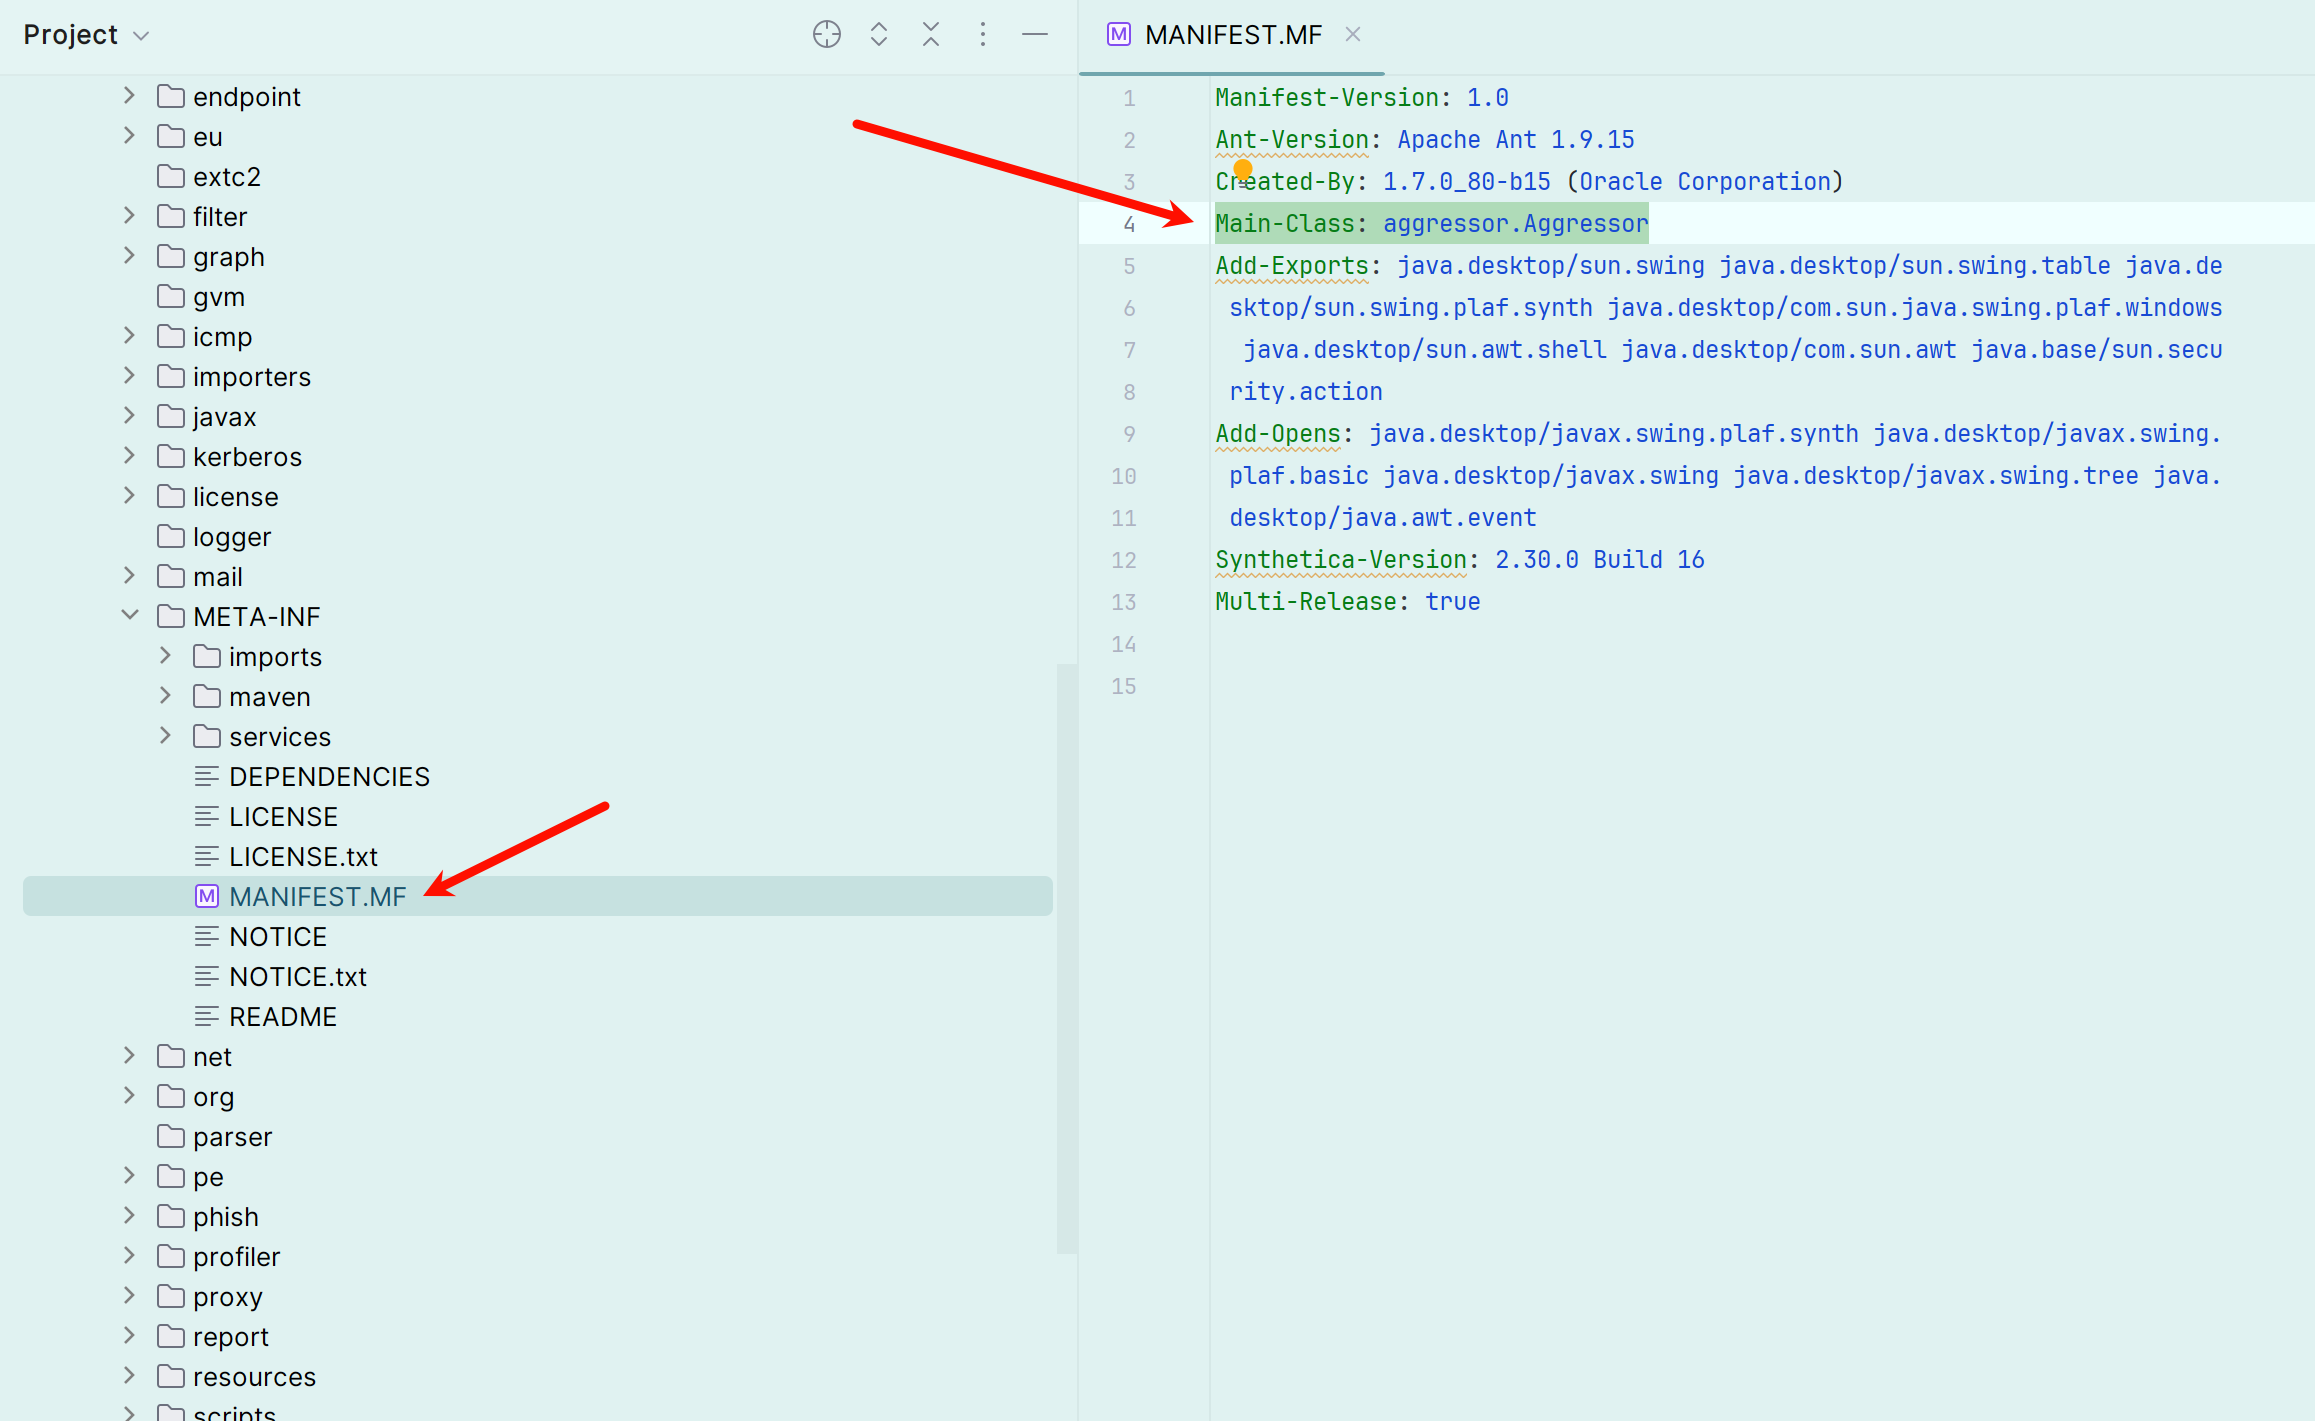 Project
endpoint
eu
extc2
filter
graph
gvm
icmp
importers
javax
kerberos
license
logger
mail
META-INF
imports
maven
services
DEPENDENCIES
LICENSE
LICENSE.txt
M MANIFEST.MF
NOTICE
NOTICE.txt
README
net
org
parser
pe
phish
profiler
proxy
report
resources
scripts
M MANIFEST.MF
1 Manifest-Version: 1.0
2 Ant-Version: Apache Ant 1.9.15
3 Created-By: 1.7.0_80-b15 (Oracle Corporation)
4 Main-Class: aggressor.Aggressor
5 Add-Exports: java.desktop/sun.swing java.desktop/sun.swing.table java.de
6 sktop/sun.swing.plaf.synth java.desktop/com.sun.java.swing.plaf.windows
7 java.desktop/sun.awt.shell java.desktop/com.sun.awt java.base/sun.secu
8 rity.action
9 Add-Opens: java.desktop/javax.swing.plaf.synth java.desktop/javax.swing.
10 plaf.basic java.desktop/javax.swing java.desktop/javax.swing.tree java.
11 desktop/java.awt.event
12 Synthetica-Version: 2.30.0 Build 16
13 Multi-Release: true
14
15